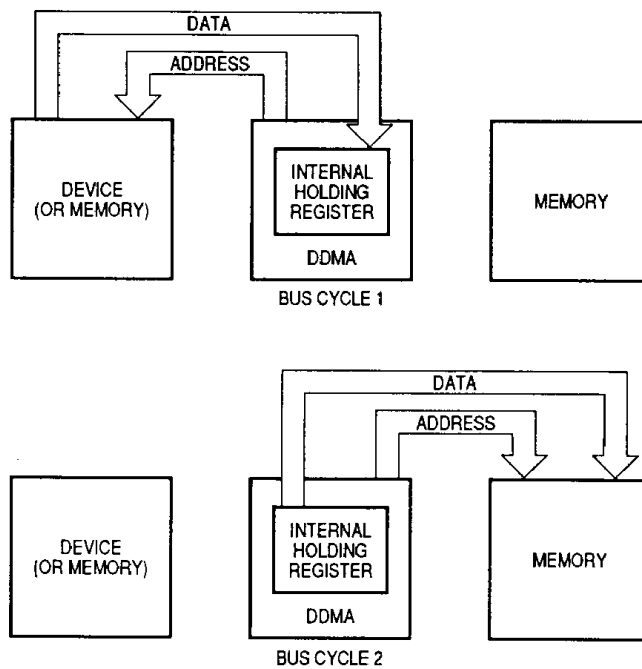 DATA
ADDRESS
DEVICE
(OR MEMORY)
INTERNAL
HOLDING
REGISTER
DDMA
MEMORY
BUS CYCLE 1
DATA
ADDRESS
DEVICE
(OR MEMORY)
INTERNAL
HOLDING
REGISTER
DDMA
MEMORY
BUS CYCLE 2